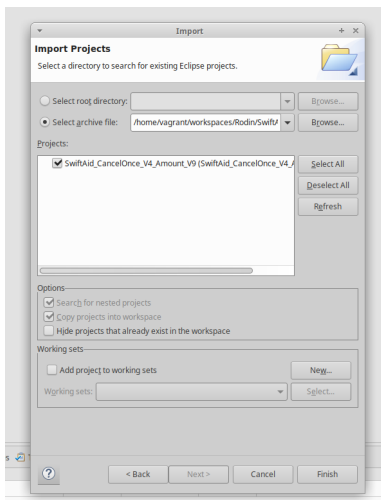 Import
Import Projects
Select a directory to search for existing Eclipse projects.
Select root directory:
Browse...
Select archive file:
/home/vagrant/workspaces/Rodin/SwiftA
Browse...
Projects:
SwiftAid_CancelOnce_V4_Amount_V9 (SwiftAid_CancelOnce_V4_A
Select All
Deselect All
Refresh
Options
Search for nested projects
Copy projects into workspace
Hide projects that already exist in the workspace
Working sets
Add project to working sets
New...
Working sets:
Select...
s
?
< Back
Next >
Cancel
Finish